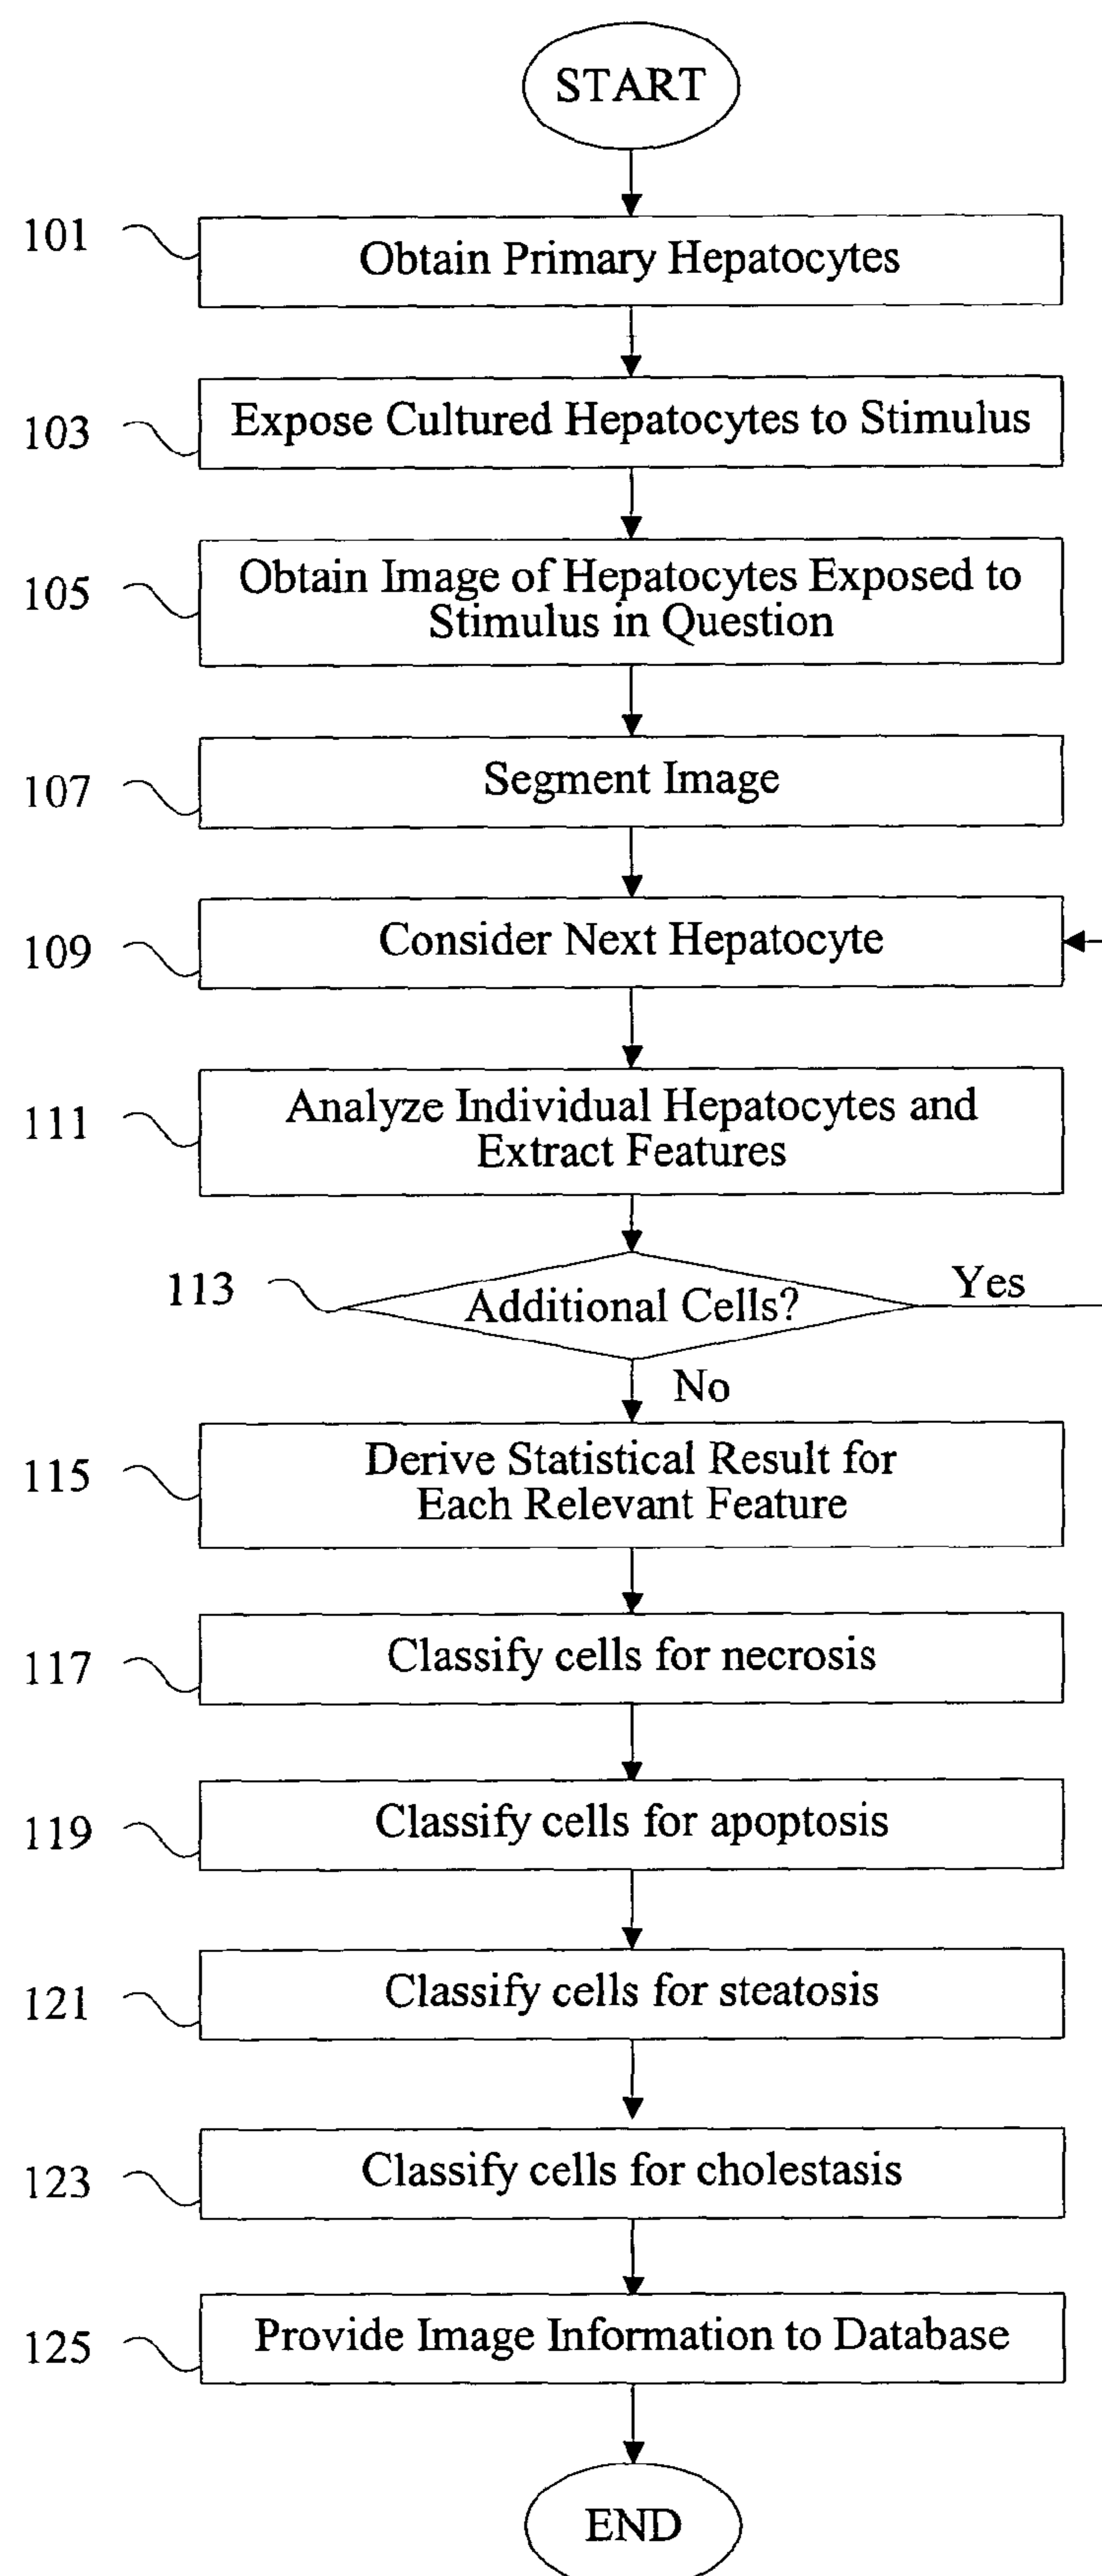 START
101
Obtain Primary Hepatocytes
103
Expose Cultured Hepatocytes to Stimulus
105
Obtain Image of Hepatocytes Exposed to
Stimulus in Question
107
Segment Image
109
Consider Next Hepatocyte
111
Analyze Individual Hepatocytes and
Extract Features
113
Additional Cells?
Yes
No
115
Derive Statistical Result for
Each Relevant Feature
117
Classify cells for necrosis
119
Classify cells for apoptosis
121
Classify cells for steatosis
123
Classify cells for cholestasis
125
Provide Image Information to Database
END